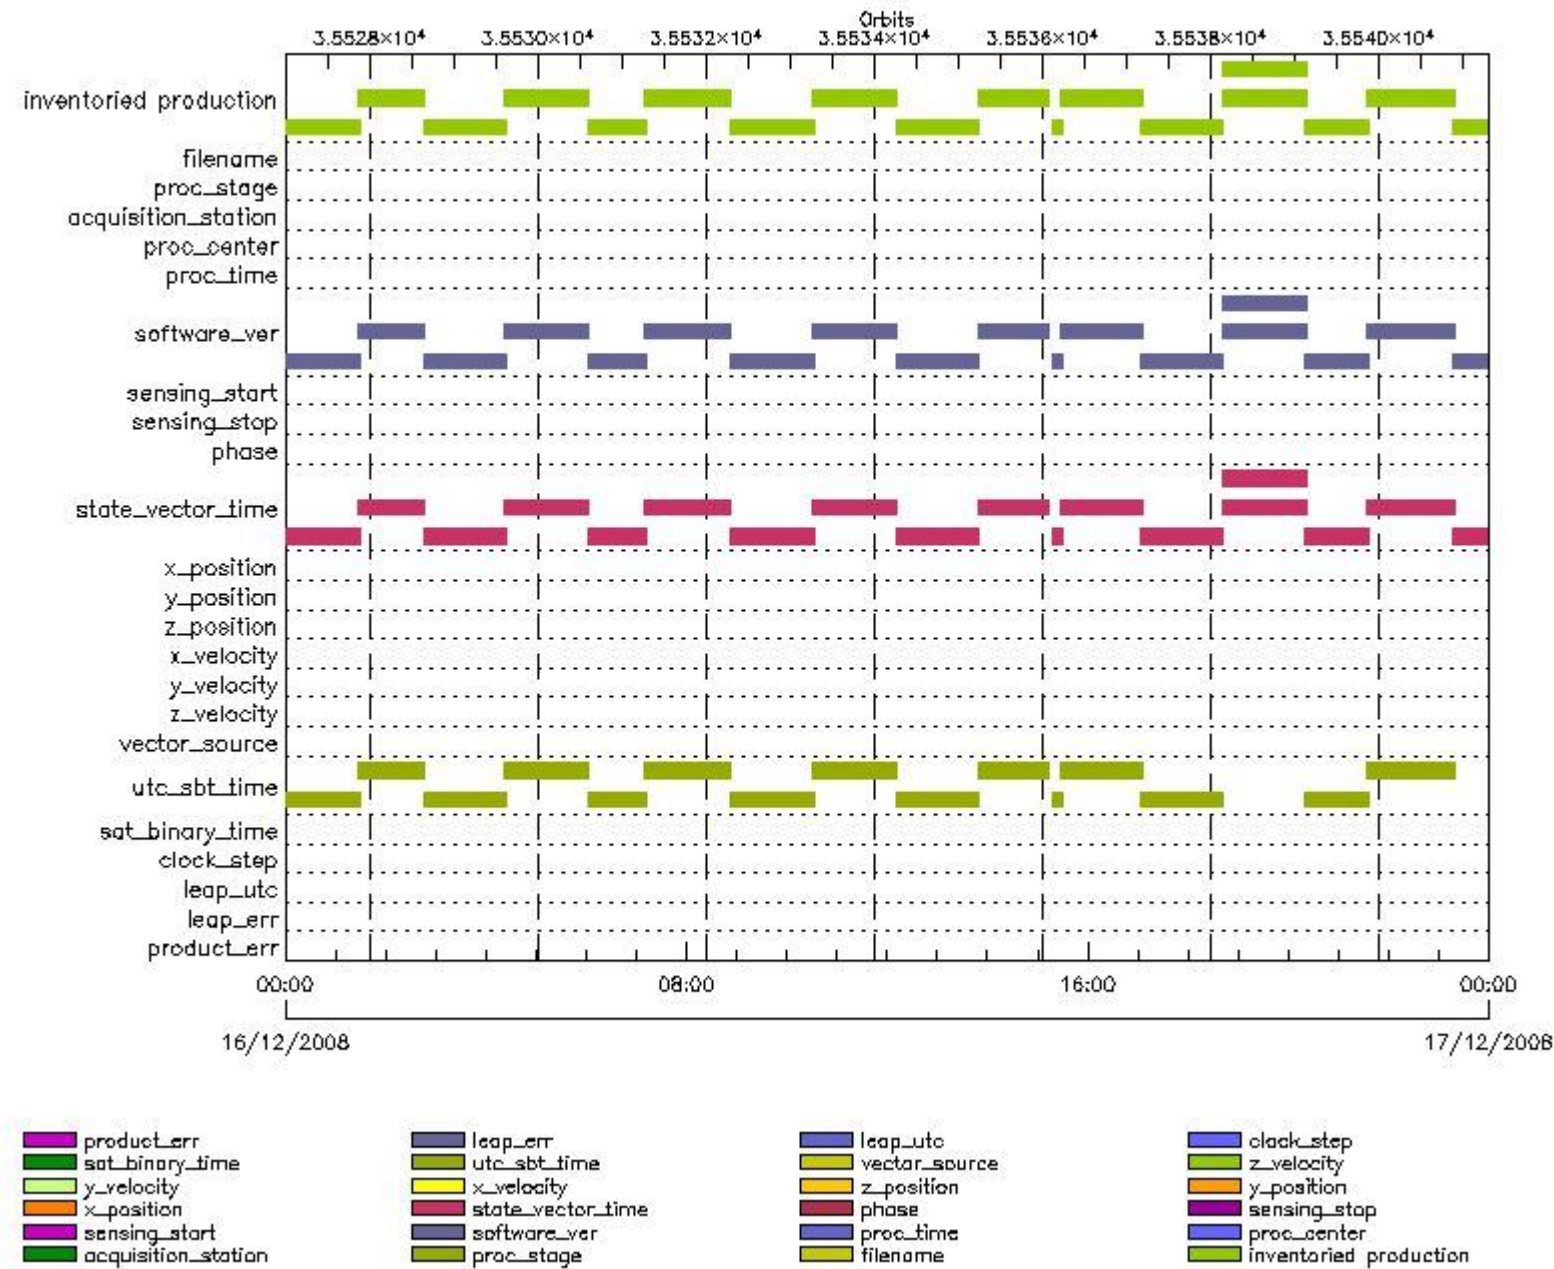 Orbits
3.5528×10⁴ 3.5530×10⁴ 3.5532×10⁴ 3.5534×10⁴ 3.5536×10⁴ 3.5538×10⁴ 3.5540×10⁴
inventoried production
filename
proc_stage
acquisition_station
proc_center
proc_time
software_ver
sensing_start
sensing_stop
phase
state_vector_time
x_position
y_position
z_position
x_velocity
y_velocity
z_velocity
vector_source
utc_sbt_time
sat_binary_time
clock_step
leap_utc
leap_err
product_err
00:00 08:00 16:00 00:00
16/12/2008 17/12/2008
product_err leap_err leap_utc clock_step
sat_binary_time utc_sbt_time vector_source z_velocity
y_velocity x_velocity z_position y_position
x_position state_vector_time phase sensing_stop
sensing_start software_ver proc_time proc_center
acquisition_station proc_stage filename inventoried production